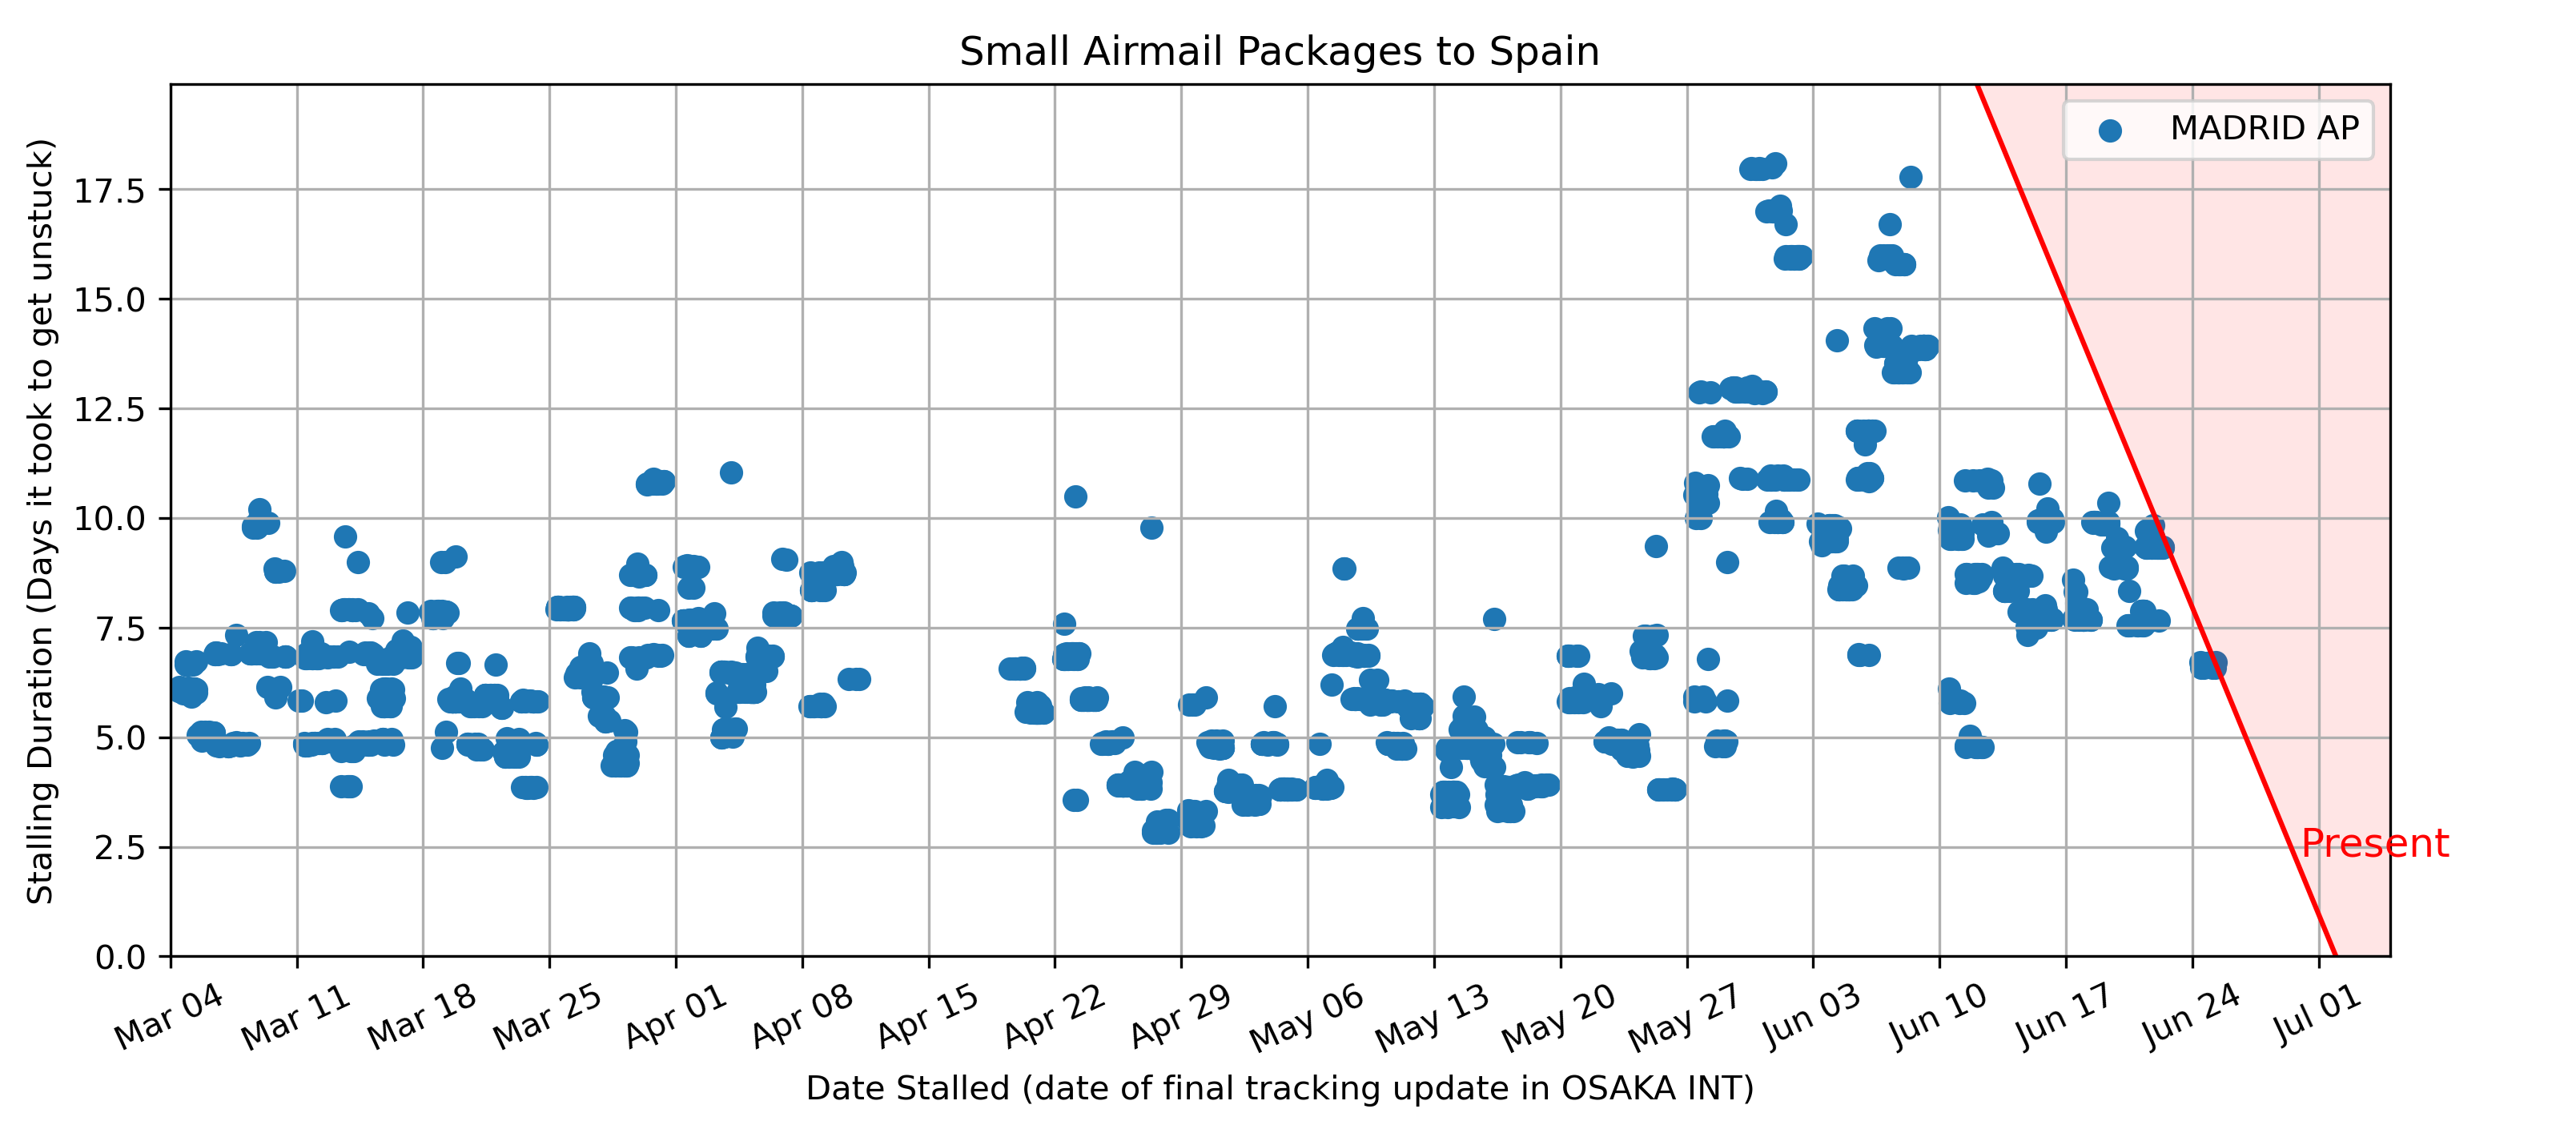 Small Airmail Packages to Spain
MADRID AP
Stalling Duration (Days it took to get unstuck)
17.5
15.0
12.5
10.0
7.5
5.0
2.5
0.0
Present
Mar 04 Mar 11 Mar 18 Mar 25 Apr 01 Apr 08 Apr 15 Apr 22 Apr 29 May 06 May 13 May 20 May 27 Jun 03 Jun 10 Jun 17 Jun 24 Jul 01
Date Stalled (date of final tracking update in OSAKA INT)